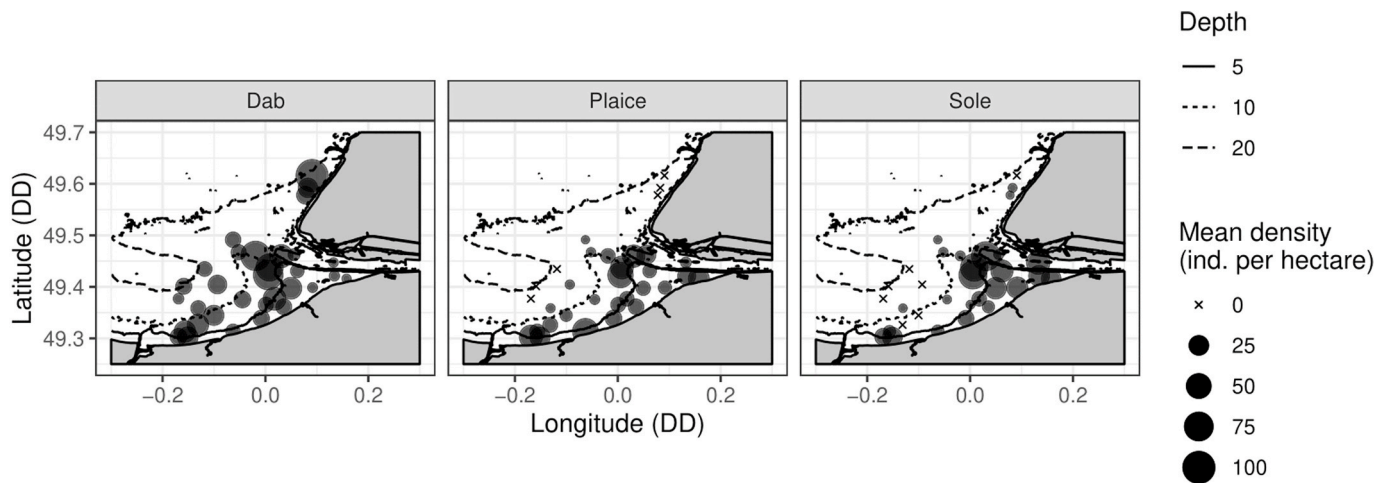 Dab
Plaice
Sole
49.7
49.6
49.5
49.4
49.3
Latitude (DD)
−0.2
0.0
0.2
−0.2
0.0
0.2
−0.2
0.0
0.2
Longitude (DD)
Depth
5
10
20
Mean density
(ind. per hectare)
0
25
50
75
100